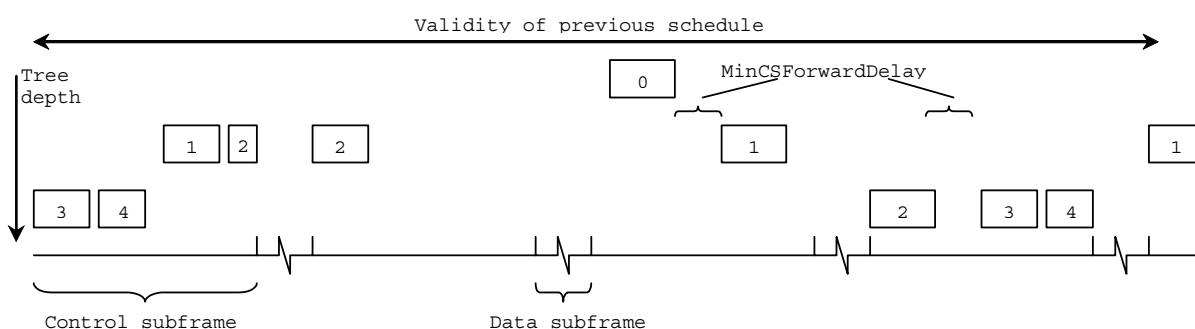 Validity of previous schedule
Tree
depth
0
MinCSForwardDelay
1
2
2
1
1
3
4
2
3
4
Control subframe
Data subframe